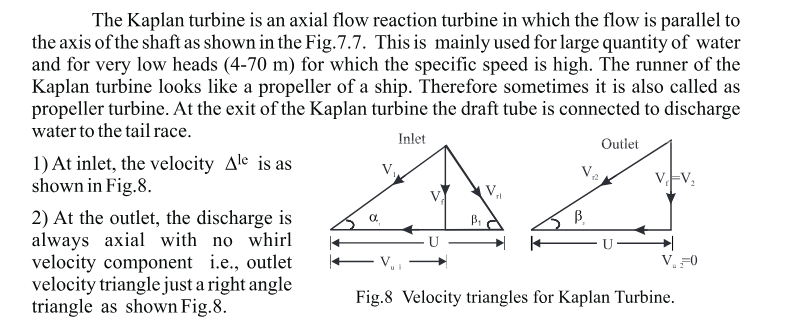 The Kaplan turbine is an axial flow reaction turbine in which the flow is parallel to
the axis of the shaft as shown in the Fig.7.7. This is mainly used for large quantity of water
and for very low heads (4-70 m) for which the specific speed is high. The runner of the
Kaplan turbine looks like a propeller of a ship. Therefore sometimes it is also called as
propeller turbine. At the exit of the Kaplan turbine the draft tube is connected to discharge
water to the tail race.
1) At inlet, the velocity Δle is as
shown in Fig.8.
2) At the outlet, the discharge is
always axial with no whirl
velocity component i.e., outlet
velocity triangle just a right angle
triangle as shown Fig.8.
Inlet
V1
Vf
Vr1
α1
β1
U
Vu 1
Outlet
Vr2
Vf=V2
β2
U
Vu 2=0
Fig.8 Velocity triangles for Kaplan Turbine.